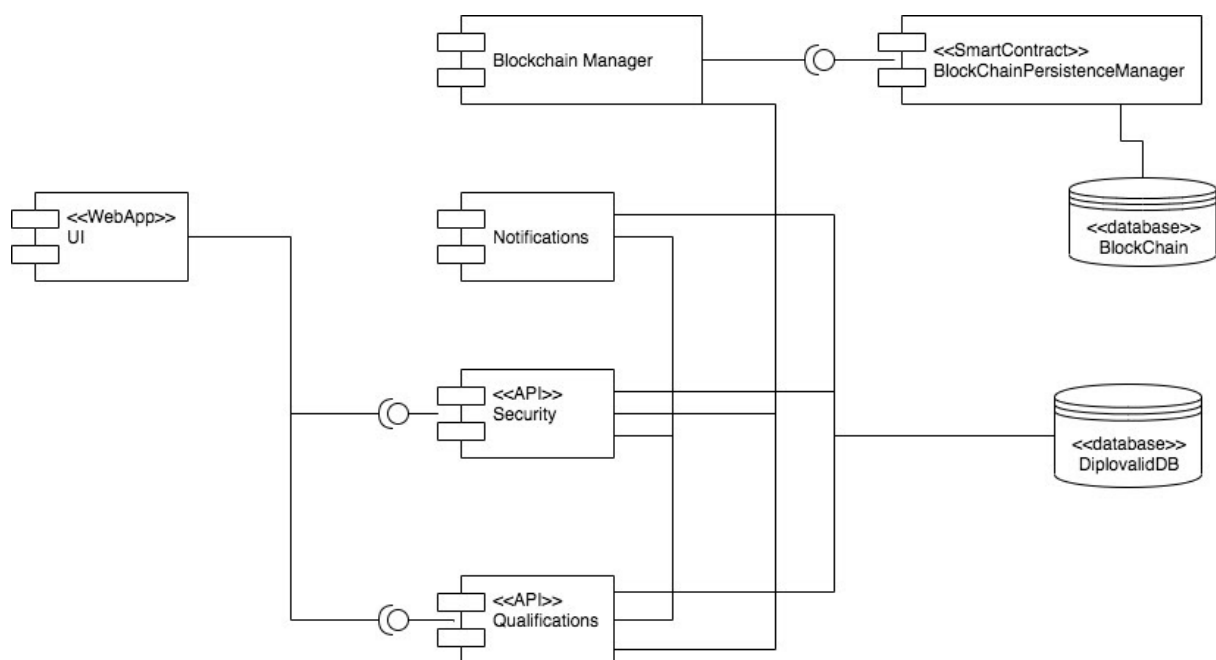 Blockchain Manager
<<SmartContract>>
BlockChainPersistenceManager
<<WebApp>>
UI
Notifications
<<database>>
BlockChain
<<API>>
Security
<<database>>
DiplovalidDB
<<API>>
Qualifications